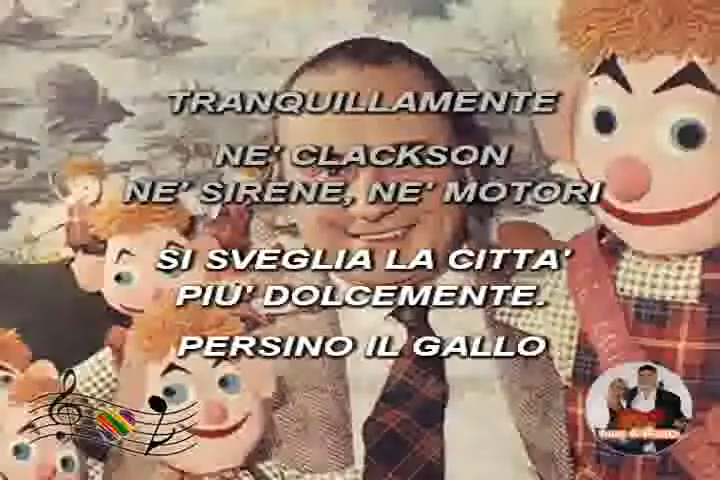 TRANQUILLAMENTE
NE' CLACKSON
NE' SIRENE, NE' MOTORI
SI SVEGLIA LA CITTA'
PIU' DOLCEMENTE.
PERSINO IL GALLO